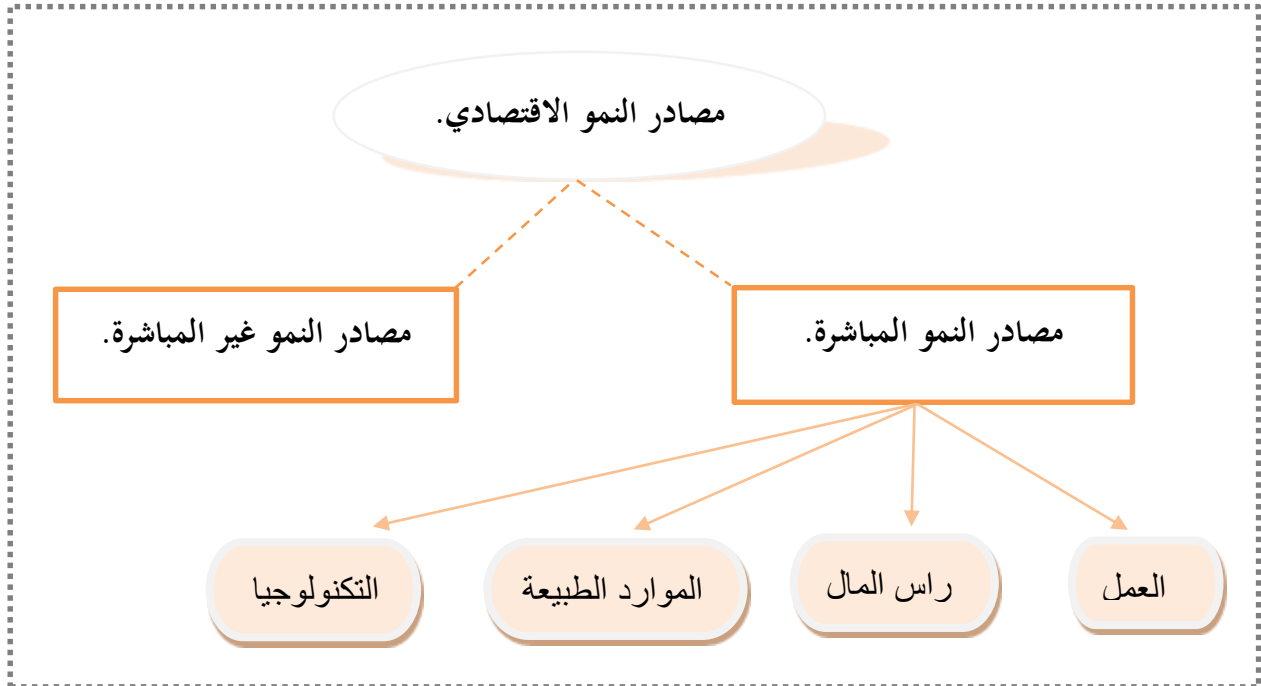 مصادر النمو الاقتصادي.
مصادر النمو المباشرة.
مصادر النمو غير المباشرة.
العمل
راس المال
الموارد الطبيعة
التكنولوجيا